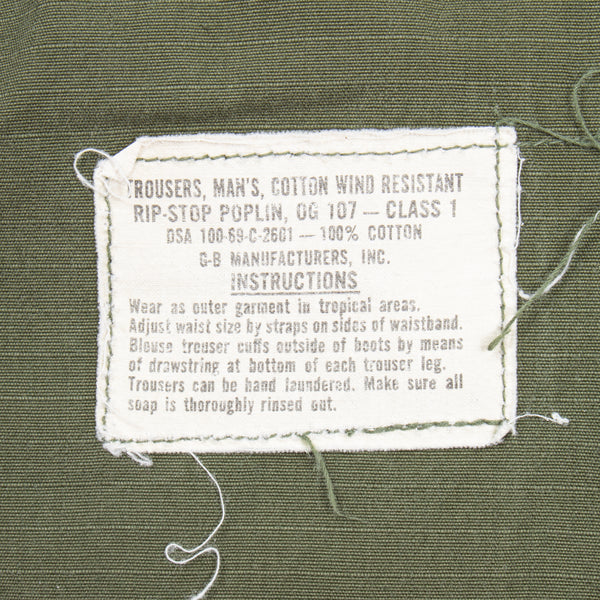 TROUSERS, MAN'S, COTTON WIND RESISTANT
RIP-STOP POPLIN, OG 107 — CLASS 1
DSA 100-69-C-2601 — 100% COTTON
G-B MANUFACTURERS, INC.
INSTRUCTIONS
Wear as outer garment in tropical areas.
Adjust waist size by straps on sides of waistband.
Blouse trouser cuffs outside of boots by means
of drawstring at bottom of each trouser leg.
Trousers can be hand laundered. Make sure all
soap is thoroughly rinsed out.